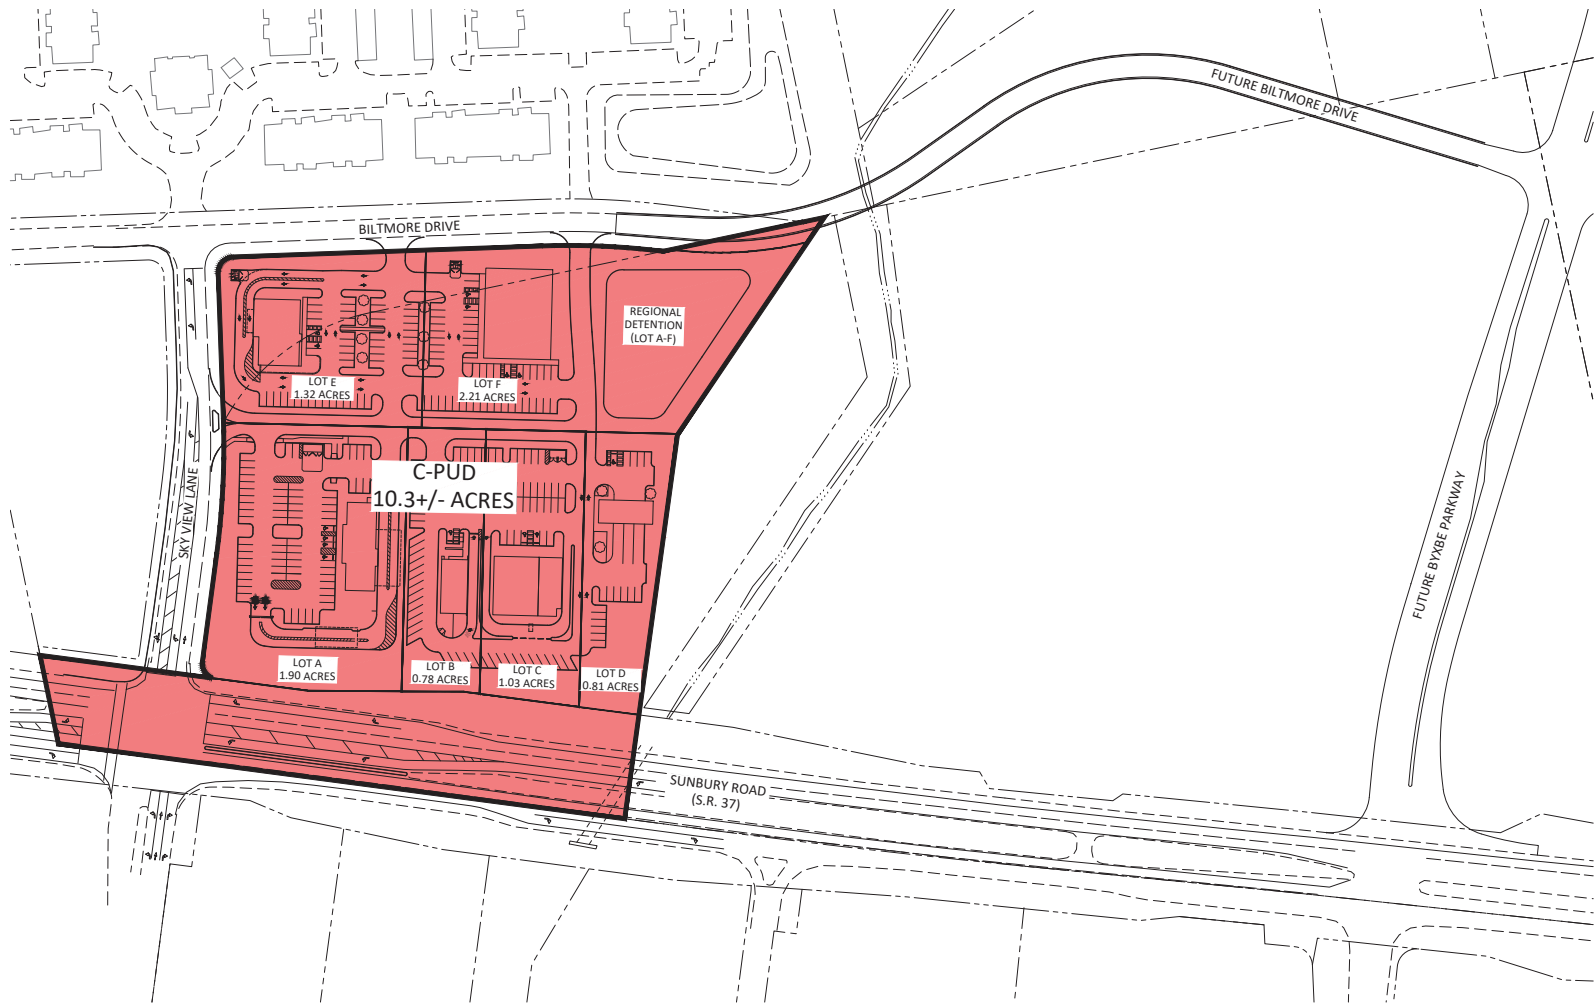 FUTURE BILTMORE DRIVE
BILTMORE DRIVE
REGIONAL
DETENTION
(LOT A-F)
LOT E
1.32 ACRES
LOT F
2.21 ACRES
C-PUD
10.3+/- ACRES
SKY VIEW LANE
FUTURE BYXBE PARKWAY
LOT A
1.90 ACRES
LOT B
0.78 ACRES
LOT C
1.03 ACRES
LOT D
0.81 ACRES
SUNBURY ROAD
(S.R. 37)